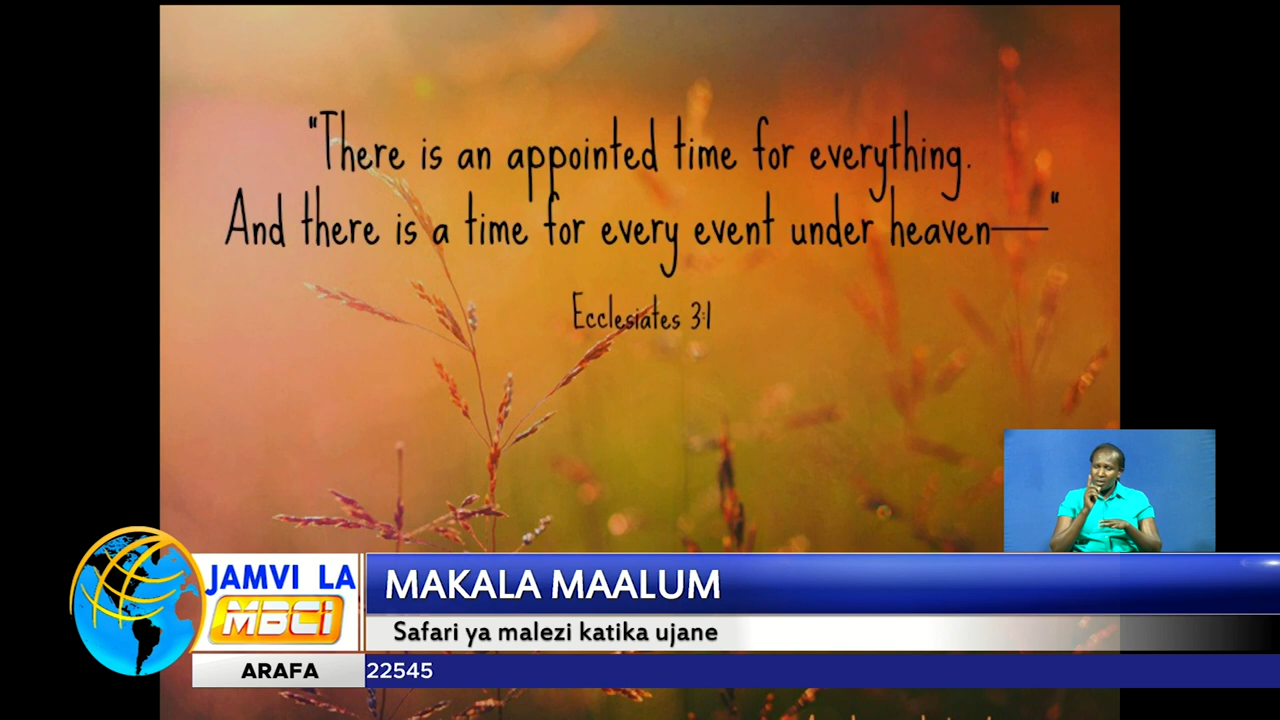 "There is an appointed time for everything.
And there is a time for every event under heaven—"
Ecclesiates 3:1
JAMVI LA
MBCI
MAKALA MAALUM
Safari ya malezi katika ujane
ARAFA
22545